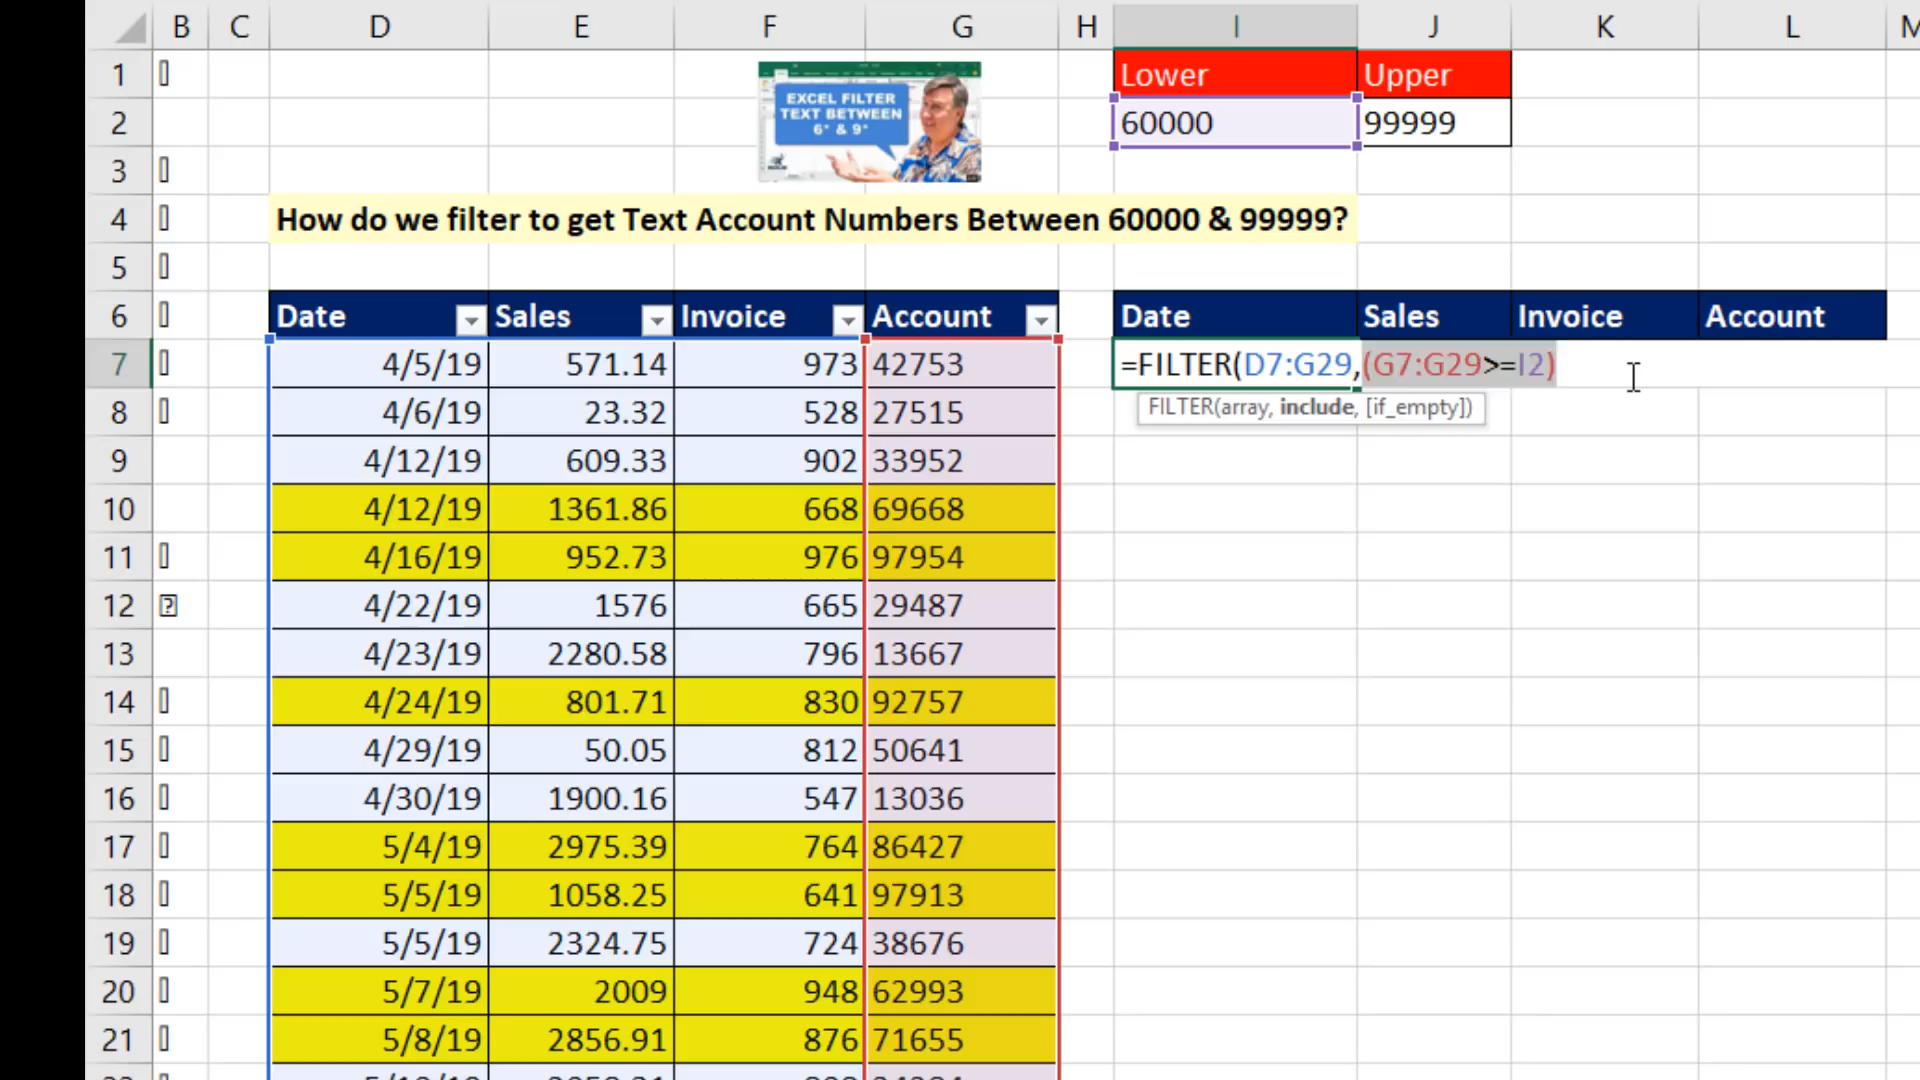 B C D E F G H I J K L M
1 Lower Upper
EXCEL FILTER
TEXT BETWEEN
6* & 9*
2 60000 99999
3
4 How do we filter to get Text Account Numbers Between 60000 & 99999?
5
6 Date Sales Invoice Account Date Sales Invoice Account
7 4/5/19 571.14 973 42753 =FILTER(D7:G29,(G7:G29>=I2)
FILTER(array, include, [if_empty])
8 4/6/19 23.32 528 27515
9 4/12/19 609.33 902 33952
10 4/12/19 1361.86 668 69668
11 4/16/19 952.73 976 97954
12 4/22/19 1576 665 29487
13 4/23/19 2280.58 796 13667
14 4/24/19 801.71 830 92757
15 4/29/19 50.05 812 50641
16 4/30/19 1900.16 547 13036
17 5/4/19 2975.39 764 86427
18 5/5/19 1058.25 641 97913
19 5/5/19 2324.75 724 38676
20 5/7/19 2009 948 62993
21 5/8/19 2856.91 876 71655